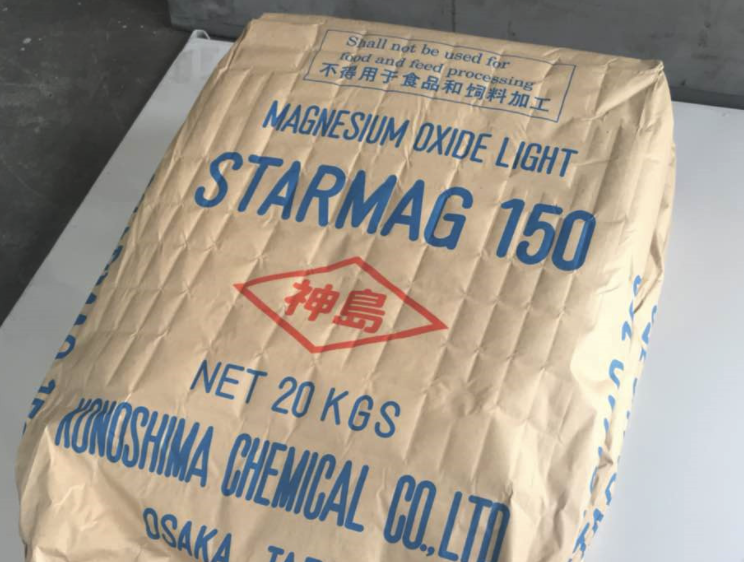 Shall not be used for
food and feed processing
不得用于食品和饲料加工
MAGNESIUM OXIDE LIGHT
STARMAG 150
神島
NET 20 KGS
KONOSHIMA CHEMICAL CO.,LTD
OSAKA